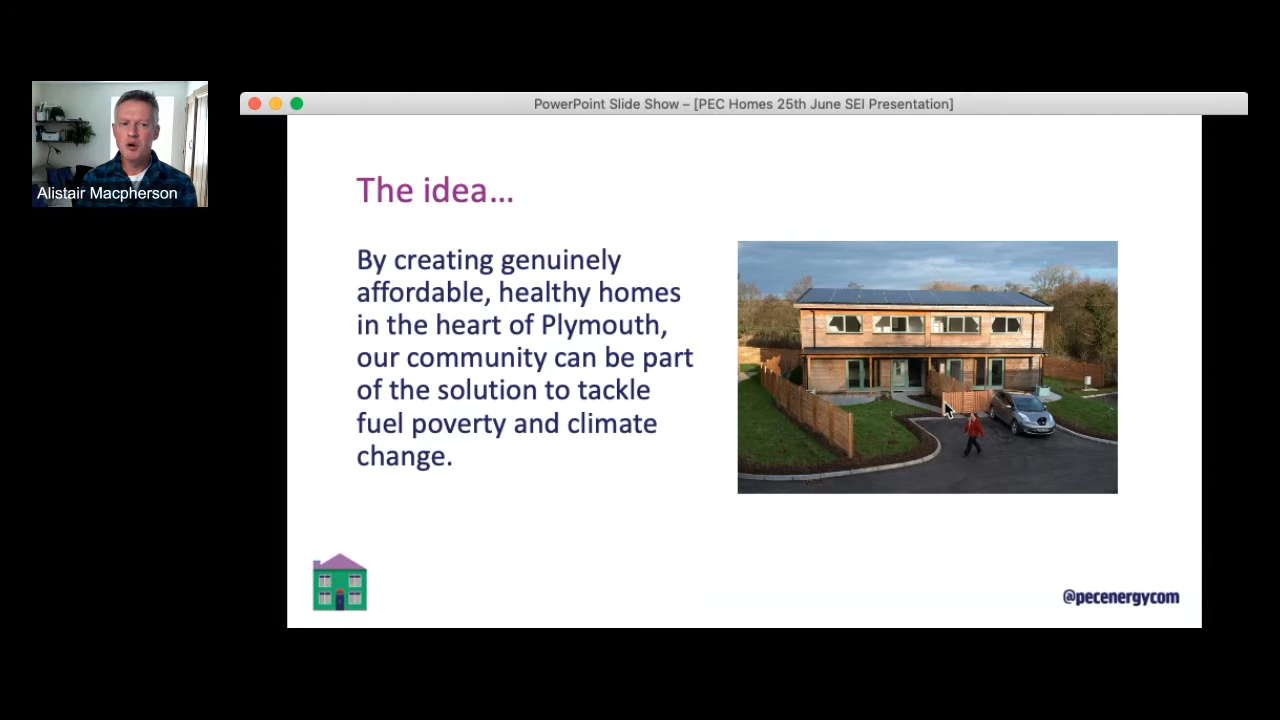 PowerPoint Slide Show – [PEC Homes 25th June SEI Presentation]
Alistair Macpherson
The idea...
By creating genuinely
affordable, healthy homes
in the heart of Plymouth,
our community can be part
of the solution to tackle
fuel poverty and climate
change.
@pecenergycom